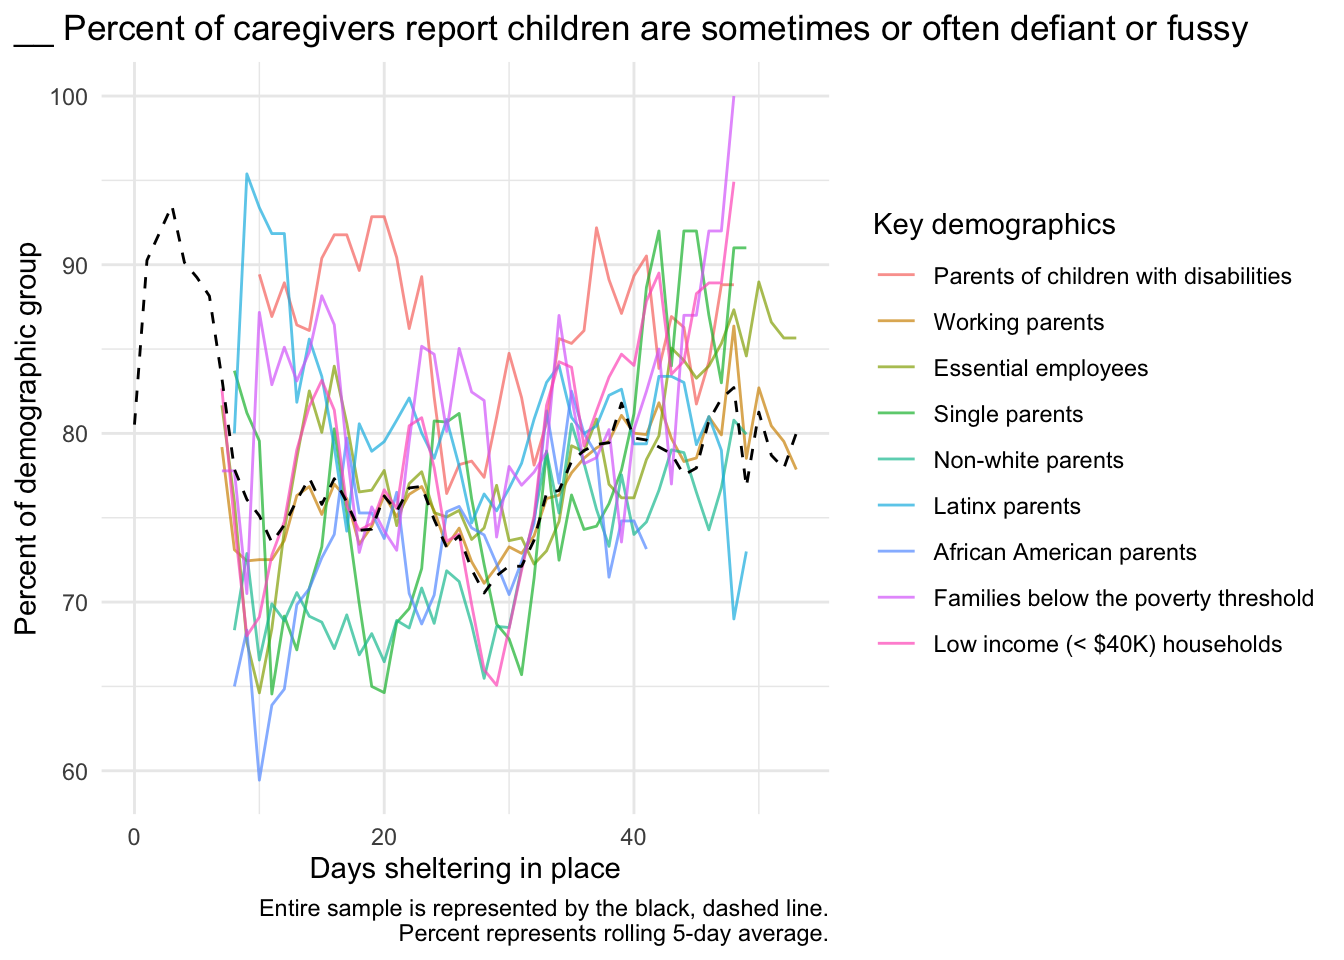 __ Percent of caregivers report children are sometimes or often defiant or fussy
Percent of demographic group
100
90
80
70
60
0 20 40
Days sheltering in place
Entire sample is represented by the black, dashed line.
Percent represents rolling 5-day average.
Key demographics
Parents of children with disabilities
Working parents
Essential employees
Single parents
Non-white parents
Latinx parents
African American parents
Families below the poverty threshold
Low income (< $40K) households